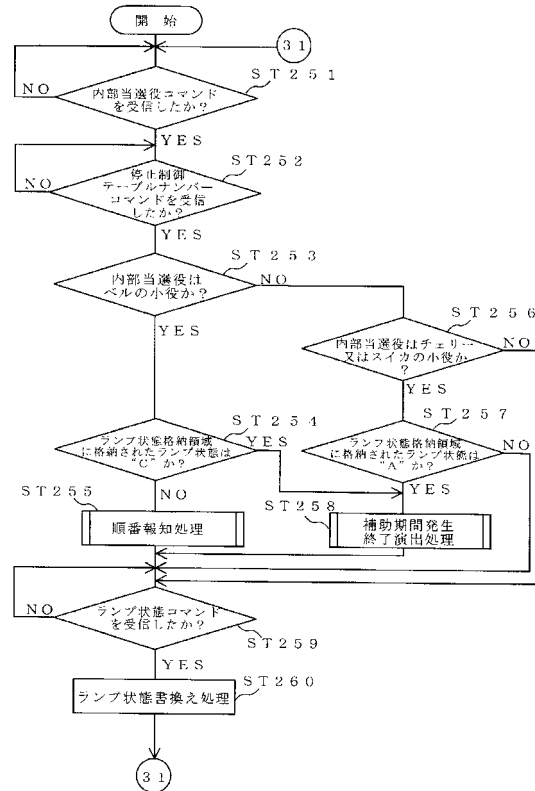 開　始
31
ST251
内部当選役コマンド
を受信したか？
NO
YES
ST252
停止制御
テーブルナンバー
コマンドを受信
したか？
NO
YES
ST253
内部当選役は
ベルの小役か？
NO
YES
ST256
内部当選役はチェリー
又はスイカの小役か
？
NO
YES
ST254
ランプ状態格納領域
に格納されたランプ状態は
"C"か？
YES
NO
ST257
ランプ状態格納領域
に格納されたランプ状態は
"A"か？
NO
YES
ST255
順番報知処理
ST258
補助期間発生
終了演出処理
ランプ状態コマンド
を受信したか？
NO
ST259
YES
ST260
ランプ状態書換え処理
31